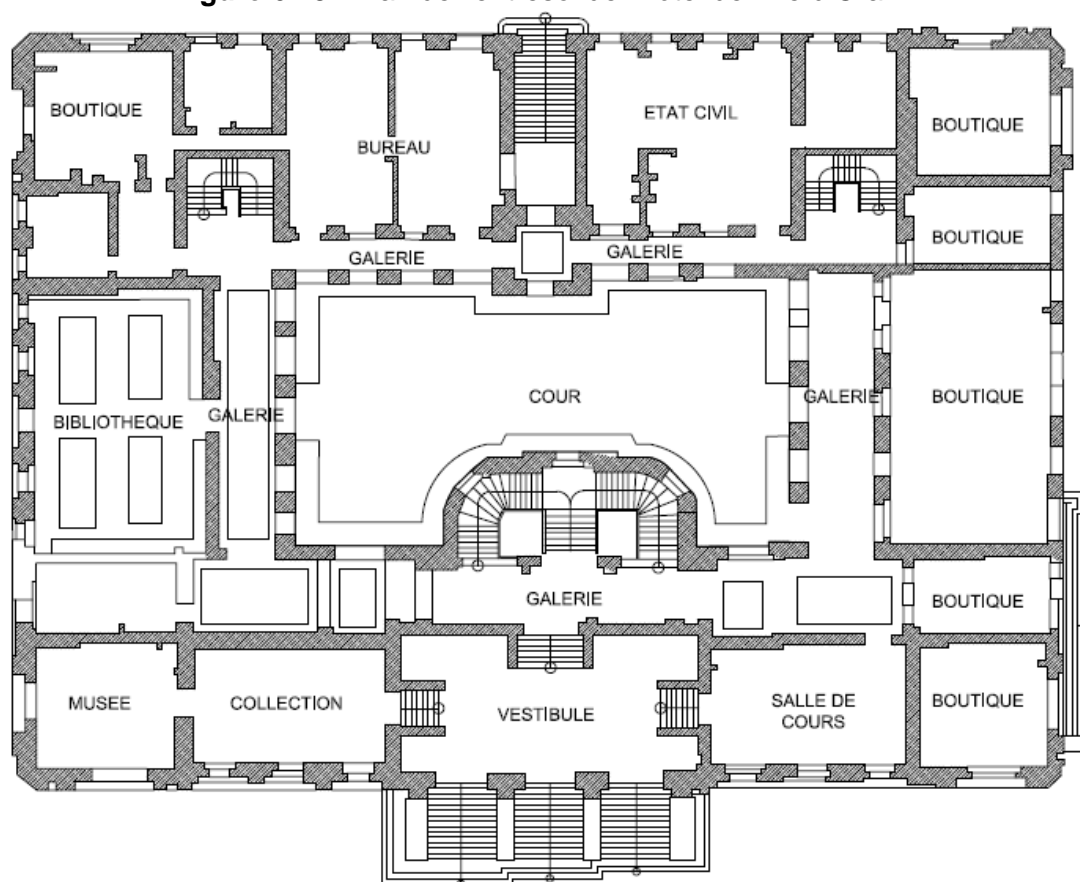 BOUTIQUE
ETAT CIVIL
BOUTIQUE
BUREAU
BOUTIQUE
GALERIE
GALERIE
COUR
GALERIE
BOUTIQUE
GALERIE
BIBLIOTHEQUE
GALERIE
BOUTIQUE
MUSEE
COLLECTION
VESTIBULE
SALLE DE
COURS
BOUTIQUE